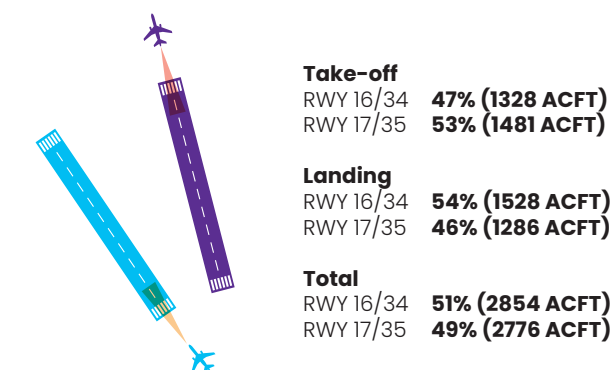 Take-off
RWY 16/34 47% (1328 ACFT)
RWY 17/35 53% (1481 ACFT)
Landing
RWY 16/34 54% (1528 ACFT)
RWY 17/35 46% (1286 ACFT)
Total
RWY 16/34 51% (2854 ACFT)
RWY 17/35 49% (2776 ACFT)